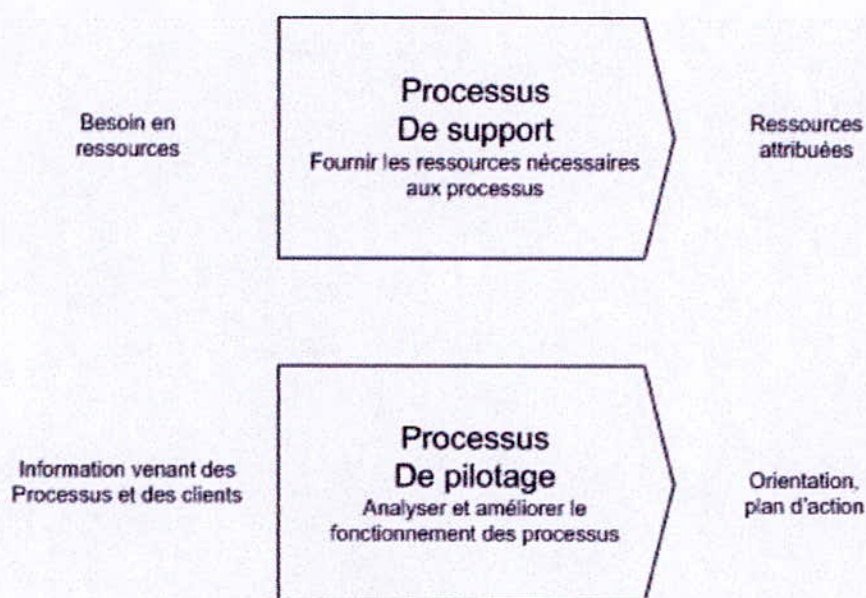 Besoin en
ressources
Processus
De support
Fournir les ressources nécessaires
aux processus
Ressources
attribuées
Information venant des
Processus et des clients
Processus
De pilotage
Analyser et améliorer le
fonctionnement des processus
Orientation,
plan d'action